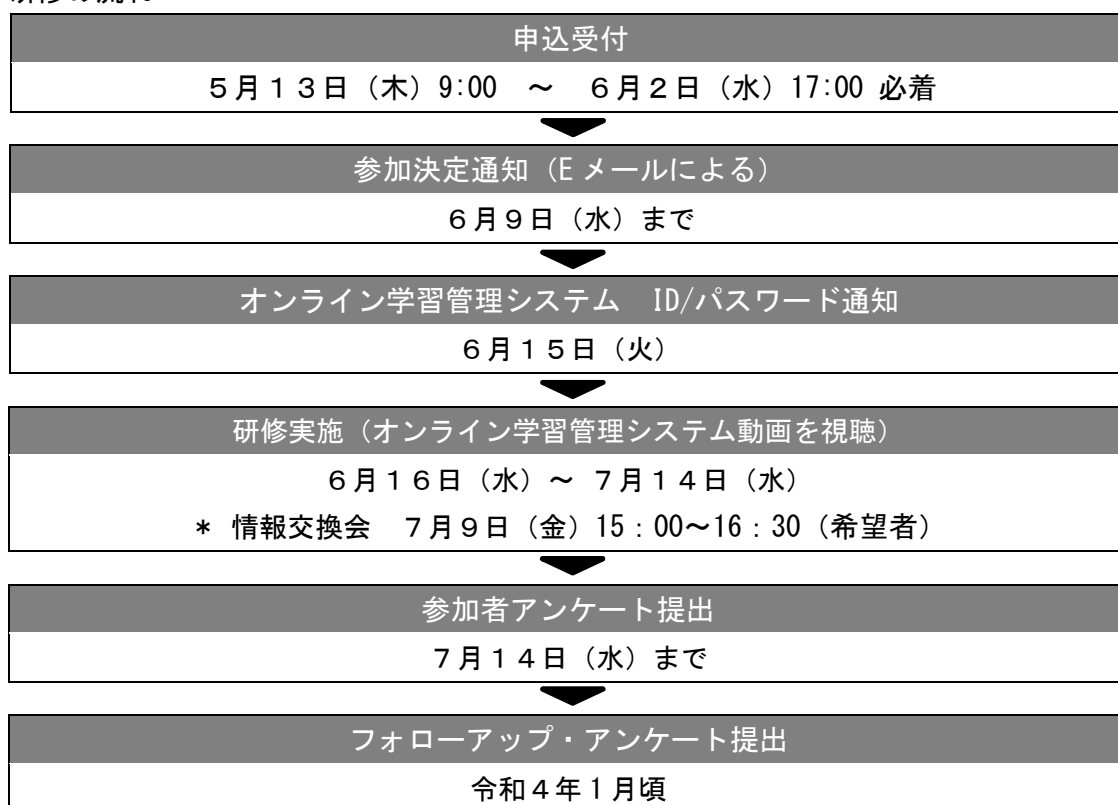 申込受付
５月１３日（木）9:00　～　６月２日（水）17:00 必着
参加決定通知（E メールによる）
６月９日（水）まで
オンライン学習管理システム　ID/パスワード通知
６月１５日（火）
研修実施（オンライン学習管理システム動画を視聴）
６月１６日（水）～ ７月１４日（水）
* 情報交換会　７月９日（金）15：00～16：30（希望者）
参加者アンケート提出
７月１４日（水）まで
フォローアップ・アンケート提出
令和４年１月頃